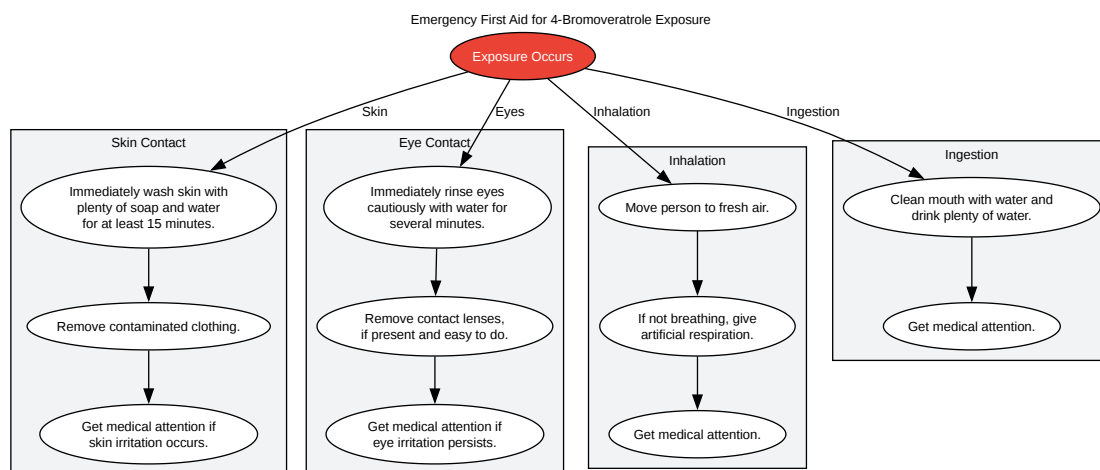 Emergency First Aid for 4-Bromoveratrole Exposure
Exposure Occurs
Skin
Eyes
Inhalation
Ingestion
Skin Contact
Immediately wash skin with
plenty of soap and water
for at least 15 minutes.
Remove contaminated clothing.
Get medical attention if
skin irritation occurs.
Eye Contact
Immediately rinse eyes
cautiously with water for
several minutes.
Remove contact lenses,
if present and easy to do.
Get medical attention if
eye irritation persists.
Inhalation
Move person to fresh air.
If not breathing, give
artificial respiration.
Get medical attention.
Ingestion
Clean mouth with water and
drink plenty of water.
Get medical attention.